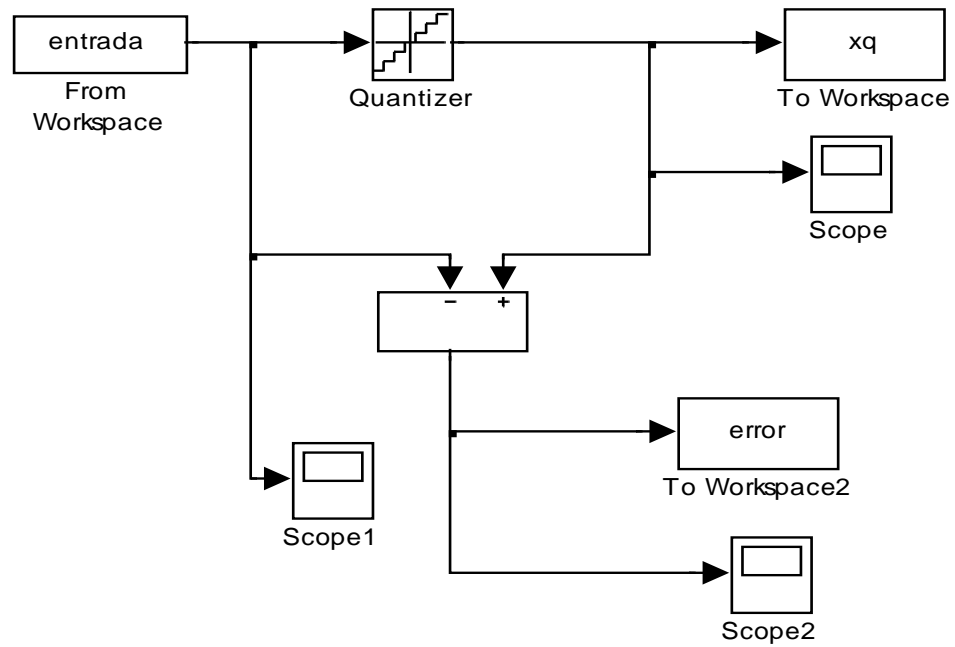 entrada
From
Workspace
Quantizer
xq
To Workspace
Scope
− +
error
To Workspace2
Scope1
Scope2